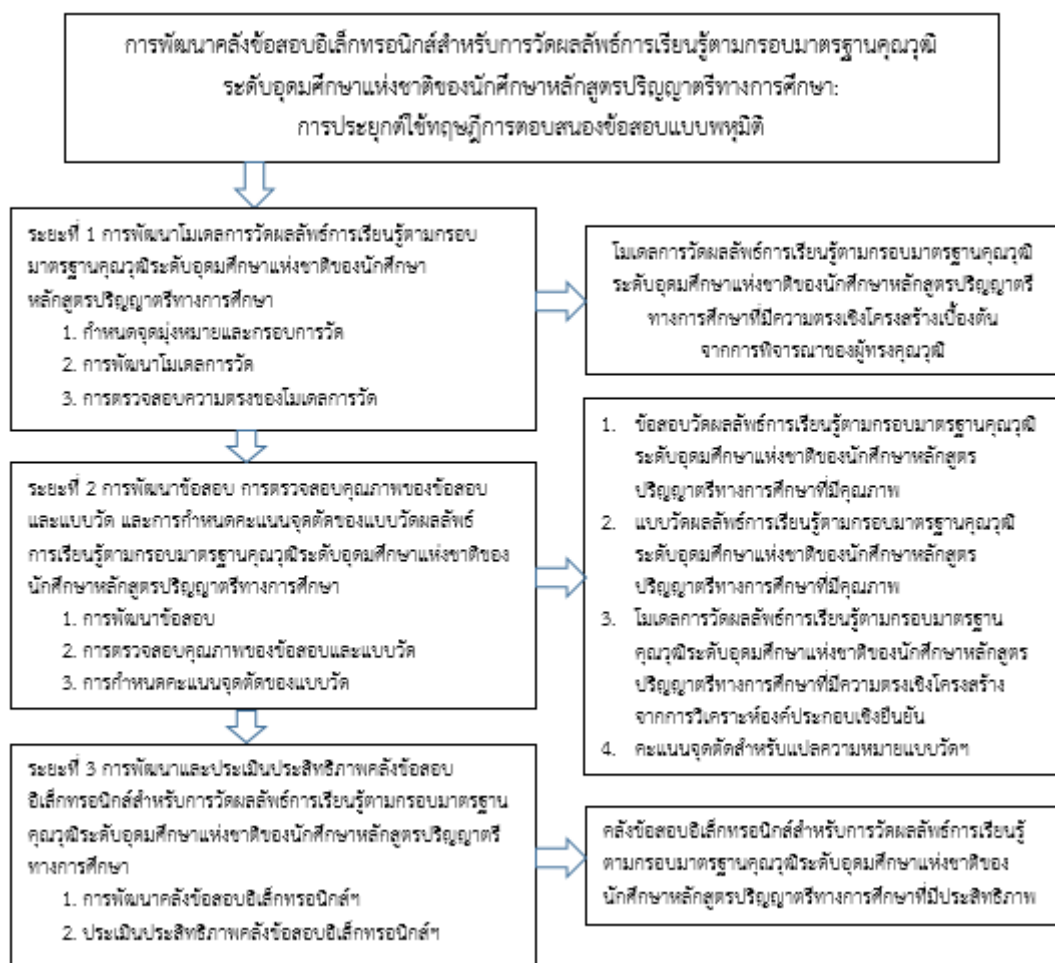 การพัฒนาคลังข้อสอบอิเล็กทรอนิกส์สำหรับการวัดผลลัพธ์การเรียนรู้ตามกรอบมาตรฐานคุณวุฒิ
ระดับอุดมศึกษาแห่งชาติของนักศึกษาหลักสูตรปริญญาตรีทางการศึกษา:
การประยุกต์ใช้ทฤษฎีการตอบสนองข้อสอบแบบพหุมิติ
ระยะที่ 1 การพัฒนาโมเดลการวัดผลลัพธ์การเรียนรู้ตามกรอบ
มาตรฐานคุณวุฒิระดับอุดมศึกษาแห่งชาติของนักศึกษา
หลักสูตรปริญญาตรีทางการศึกษา
1. กำหนดจุดมุ่งหมายและกรอบการวัด
2. การพัฒนาโมเดลการวัด
3. การตรวจสอบความตรงของโมเดลการวัด
โมเดลการวัดผลลัพธ์การเรียนรู้ตามกรอบมาตรฐานคุณวุฒิ
ระดับอุดมศึกษาแห่งชาติของนักศึกษาหลักสูตรปริญญาตรี
ทางการศึกษาที่มีความตรงเชิงโครงสร้างเบื้องต้น
จากการพิจารณาของผู้ทรงคุณวุฒิ
ระยะที่ 2 การพัฒนาข้อสอบ การตรวจสอบคุณภาพของข้อสอบ
และแบบวัด และการกำหนดคะแนนจุดตัดของแบบวัดผลลัพธ์
การเรียนรู้ตามกรอบมาตรฐานคุณวุฒิระดับอุดมศึกษาแห่งชาติของ
นักศึกษาหลักสูตรปริญญาตรีทางการศึกษา
1. การพัฒนาข้อสอบ
2. การตรวจสอบคุณภาพของข้อสอบและแบบวัด
3. การกำหนดคะแนนจุดตัดของแบบวัด
1. ข้อสอบวัดผลลัพธ์การเรียนรู้ตามกรอบมาตรฐานคุณวุฒิ
ระดับอุดมศึกษาแห่งชาติของนักศึกษาหลักสูตร
ปริญญาตรีทางการศึกษาที่มีคุณภาพ
2. แบบวัดผลลัพธ์การเรียนรู้ตามกรอบมาตรฐานคุณวุฒิ
ระดับอุดมศึกษาแห่งชาติของนักศึกษาหลักสูตร
ปริญญาตรีทางการศึกษาที่มีคุณภาพ
3. โมเดลการวัดผลลัพธ์การเรียนรู้ตามกรอบมาตรฐาน
คุณวุฒิระดับอุดมศึกษาแห่งชาติของนักศึกษาหลักสูตร
ปริญญาตรีทางการศึกษาที่มีความตรงเชิงโครงสร้าง
จากการวิเคราะห์องค์ประกอบเชิงยืนยัน
4. คะแนนจุดตัดสำหรับแปลความหมายแบบวัดฯ
ระยะที่ 3 การพัฒนาและประเมินประสิทธิภาพคลังข้อสอบ
อิเล็กทรอนิกส์สำหรับการวัดผลลัพธ์การเรียนรู้ตามกรอบมาตรฐาน
คุณวุฒิระดับอุดมศึกษาแห่งชาติของนักศึกษาหลักสูตรปริญญาตรี
ทางการศึกษา
1. การพัฒนาคลังข้อสอบอิเล็กทรอนิกส์ฯ
2. ประเมินประสิทธิภาพคลังข้อสอบอิเล็กทรอนิกส์ฯ
คลังข้อสอบอิเล็กทรอนิกส์สำหรับการวัดผลลัพธ์การเรียนรู้
ตามกรอบมาตรฐานคุณวุฒิระดับอุดมศึกษาแห่งชาติของ
นักศึกษาหลักสูตรปริญญาตรีทางการศึกษาที่มีประสิทธิภาพ